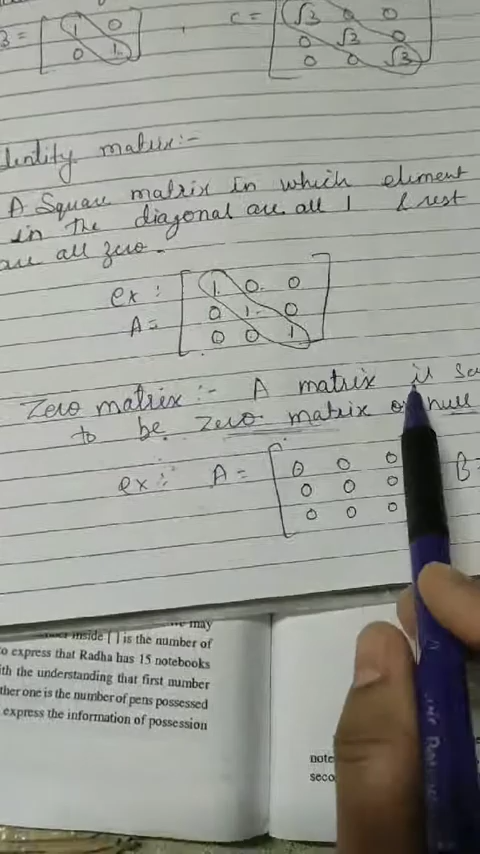 B = [1 0
0 1] , C = [√3 0 0
0 √3 0
0 0 √3]
dentity matrix:-
A Square matrix in which element
in the diagonal are all 1 & rest
are all zero.
ex: A = [1 0 0
0 1 0
0 0 1]
Zero matrix:- A matrix is
to be zero matrix or null
ex: A = [0 0 0
0 0 0
0 0 0
B=
may
inside [ ] is the number of
o express that Radha has 15 notebooks
ith the understanding that first number
ther one is the number of pens possessed
express the information of possession
note
seco